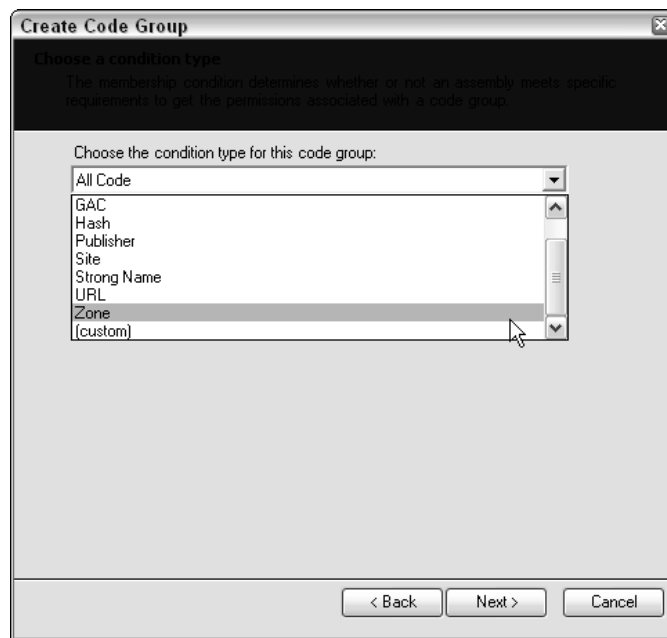 Create Code Group
Choose a condition type
The membership condition determines whether or not an assembly meets specific
requirements to get the permissions associated with a code group.
Choose the condition type for this code group:
All Code
GAC
Hash
Publisher
Site
Strong Name
URL
Zone
(custom)
< Back
Next >
Cancel